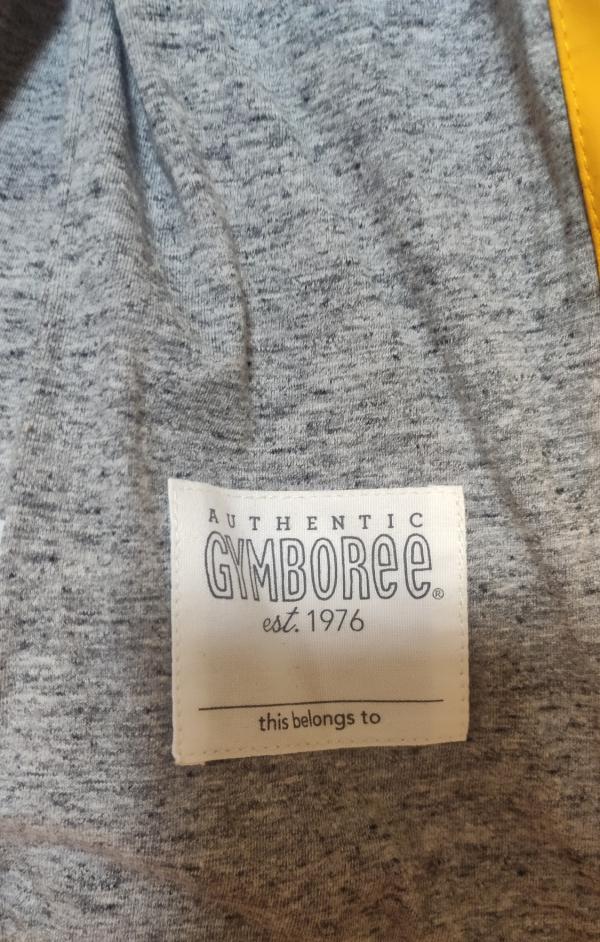 AUTHENTIC
GYMBOREE®
est. 1976
this belongs to